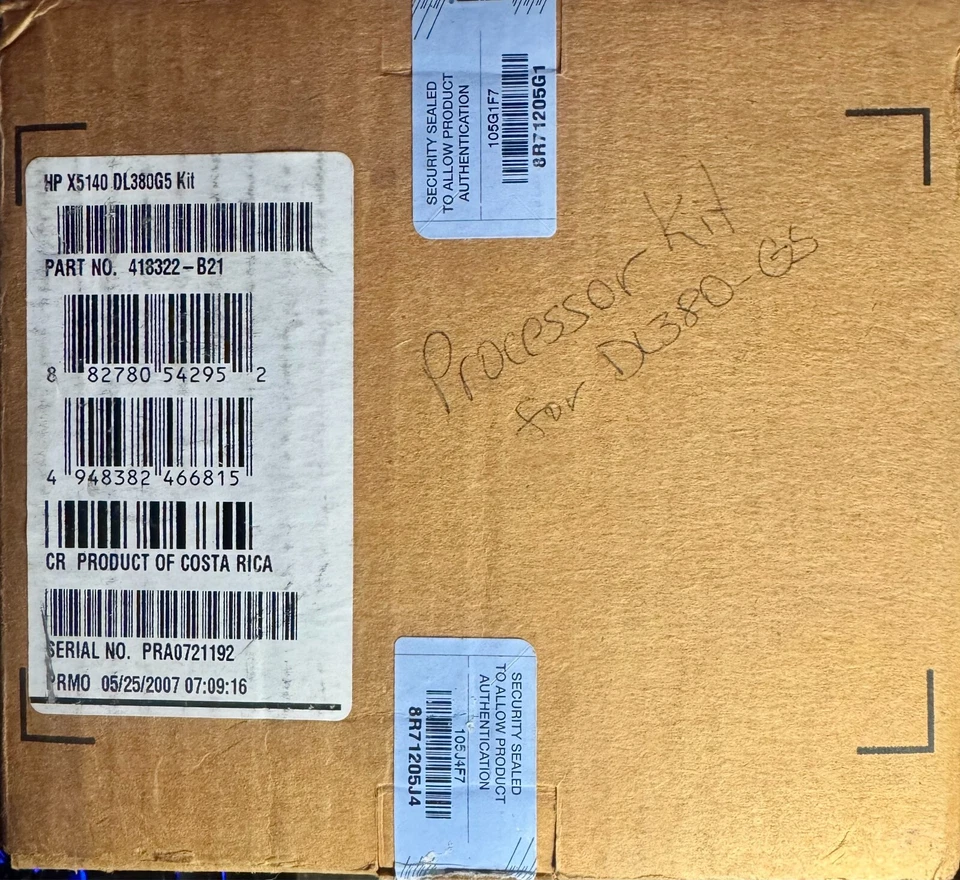 HP X5140 DL380G5 Kit
PART NO. 418322-B21
8 82780 54295 2
4 948382 466815
CR PRODUCT OF COSTA RICA
SERIAL NO. PRA0721192
PRMO 05/25/2007 07:09:16
SECURITY SEALED
TO ALLOW PRODUCT
AUTHENTICATION
105G1F7
8R71205G1
Processor Kit
for DL380-G5
SECURITY SEALED
TO ALLOW PRODUCT
AUTHENTICATION
105J4F7
8R71205J4